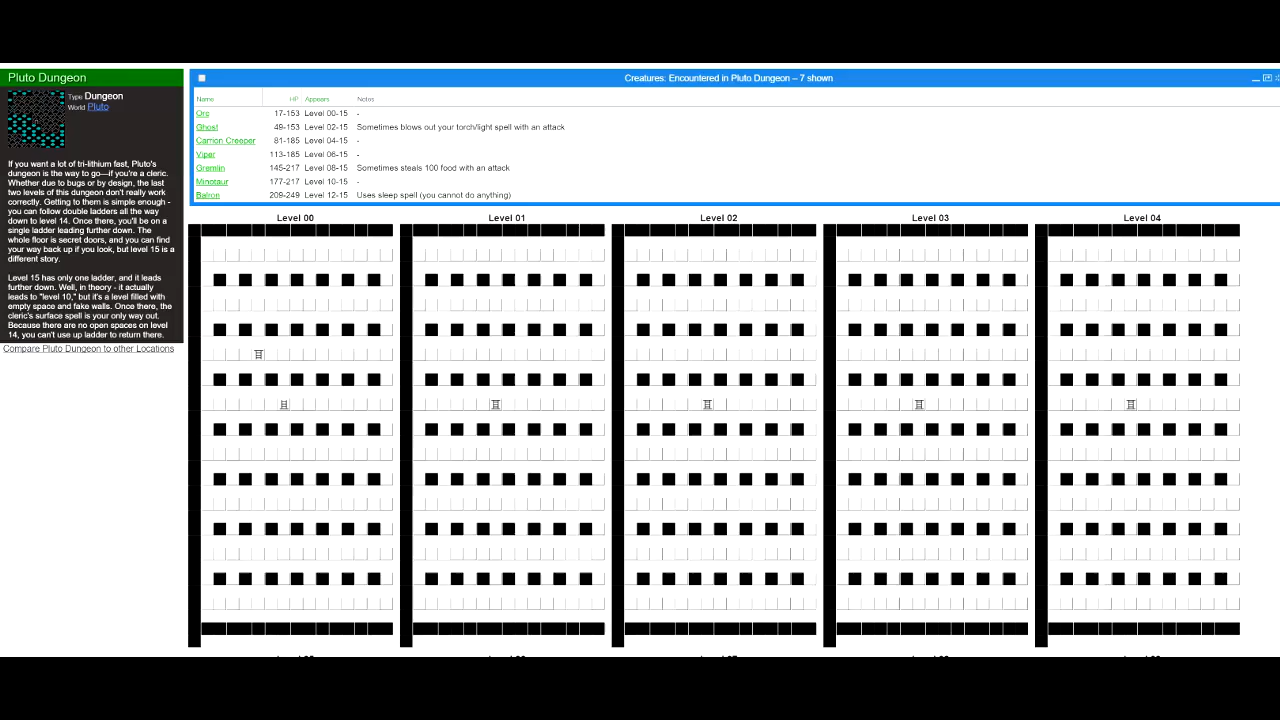 Pluto Dungeon
Type Dungeon
World Pluto
If you want a lot of tri-lithium fast, Pluto's
dungeon is the way to go—if you're a cleric.
Whether due to bugs or by design, the last
two levels of this dungeon don't really work
correctly. Getting to them is simple enough -
you can follow double ladders all the way
down to level 14. Once there, you'll be on a
single ladder leading further down. The
whole floor is secret doors, and you can find
your way back up if you look, but level 15 is a
different story.
Level 15 has only one ladder, and it leads
further down. Well, in theory - it actually
leads to "level 10," but it's a level filled with
empty space and fake walls. Once there, the
cleric's surface spell is your only way out.
Because there are no open spaces on level
14, you can't use up ladder to return there.
Compare Pluto Dungeon to other Locations
Creatures: Encountered in Pluto Dungeon – 7 shown
Name HP Appears Notes
Orc 17-153 Level 00-15 -
Ghost 49-153 Level 02-15 Sometimes blows out your torch/light spell with an attack
Carrion Creeper 81-185 Level 04-15 -
Viper 113-185 Level 06-15 -
Gremlin 145-217 Level 08-15 Sometimes steals 100 food with an attack
Minotaur 177-217 Level 10-15 -
Balron 209-249 Level 12-15 Uses sleep spell (you cannot do anything)
Level 00 Level 01 Level 02 Level 03 Level 04